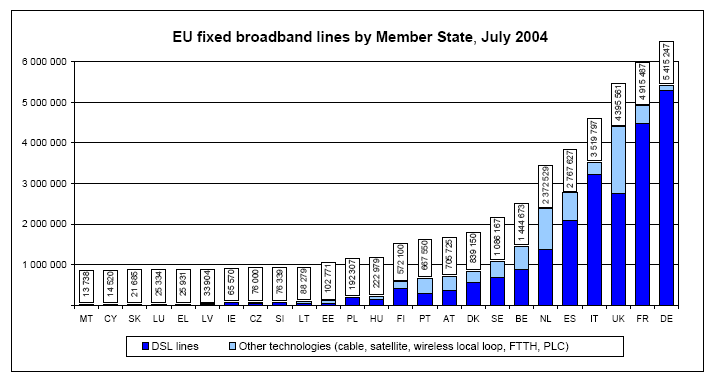 EU fixed broadband lines by Member State, July 2004
6 000 000
5 000 000
4 000 000
3 000 000
2 000 000
1 000 000
13 738
14 520
21 685
25 334
25 931
33 904
65 570
76 000
76 339
88 279
102 771
192 307
222 979
572 100
667 550
705 725
839 150
1 086 167
1 444 673
2 372 529
2 767 627
3 519 797
4 395 561
4 915 487
5 415 247
MT CY SK LU EL LV IE CZ SI LT EE PL HU FI PT AT DK SE BE NL ES IT UK FR DE
DSL lines Other technologies (cable, satellite, wireless local loop, FTTH, PLC)